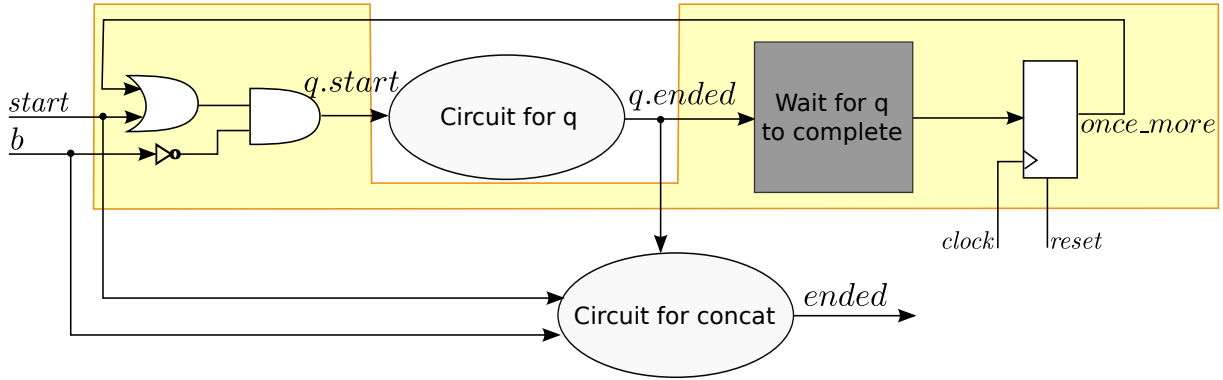 start
b
q.start
Circuit for q
q.ended
Wait for q
to complete
once_more
clock
reset
Circuit for concat
ended